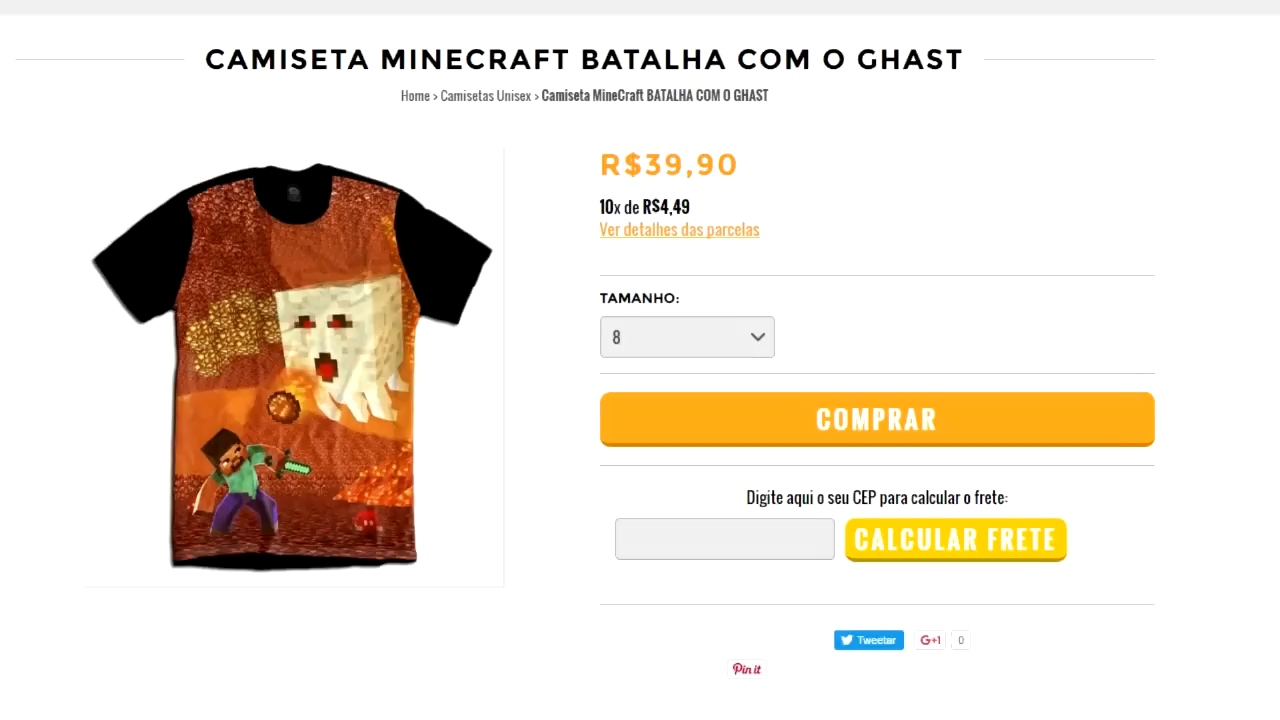 CAMISETA MINECRAFT BATALHA COM O GHAST
Home > Camisetas Unisex > Camiseta MineCraft BATALHA COM O GHAST
R$39,90
10x de R$4,49
Ver detalhes das parcelas
TAMANHO:
8
COMPRAR
Digite aqui o seu CEP para calcular o frete:
CALCULAR FRETE
Tweetar
G+1
0
Pin it